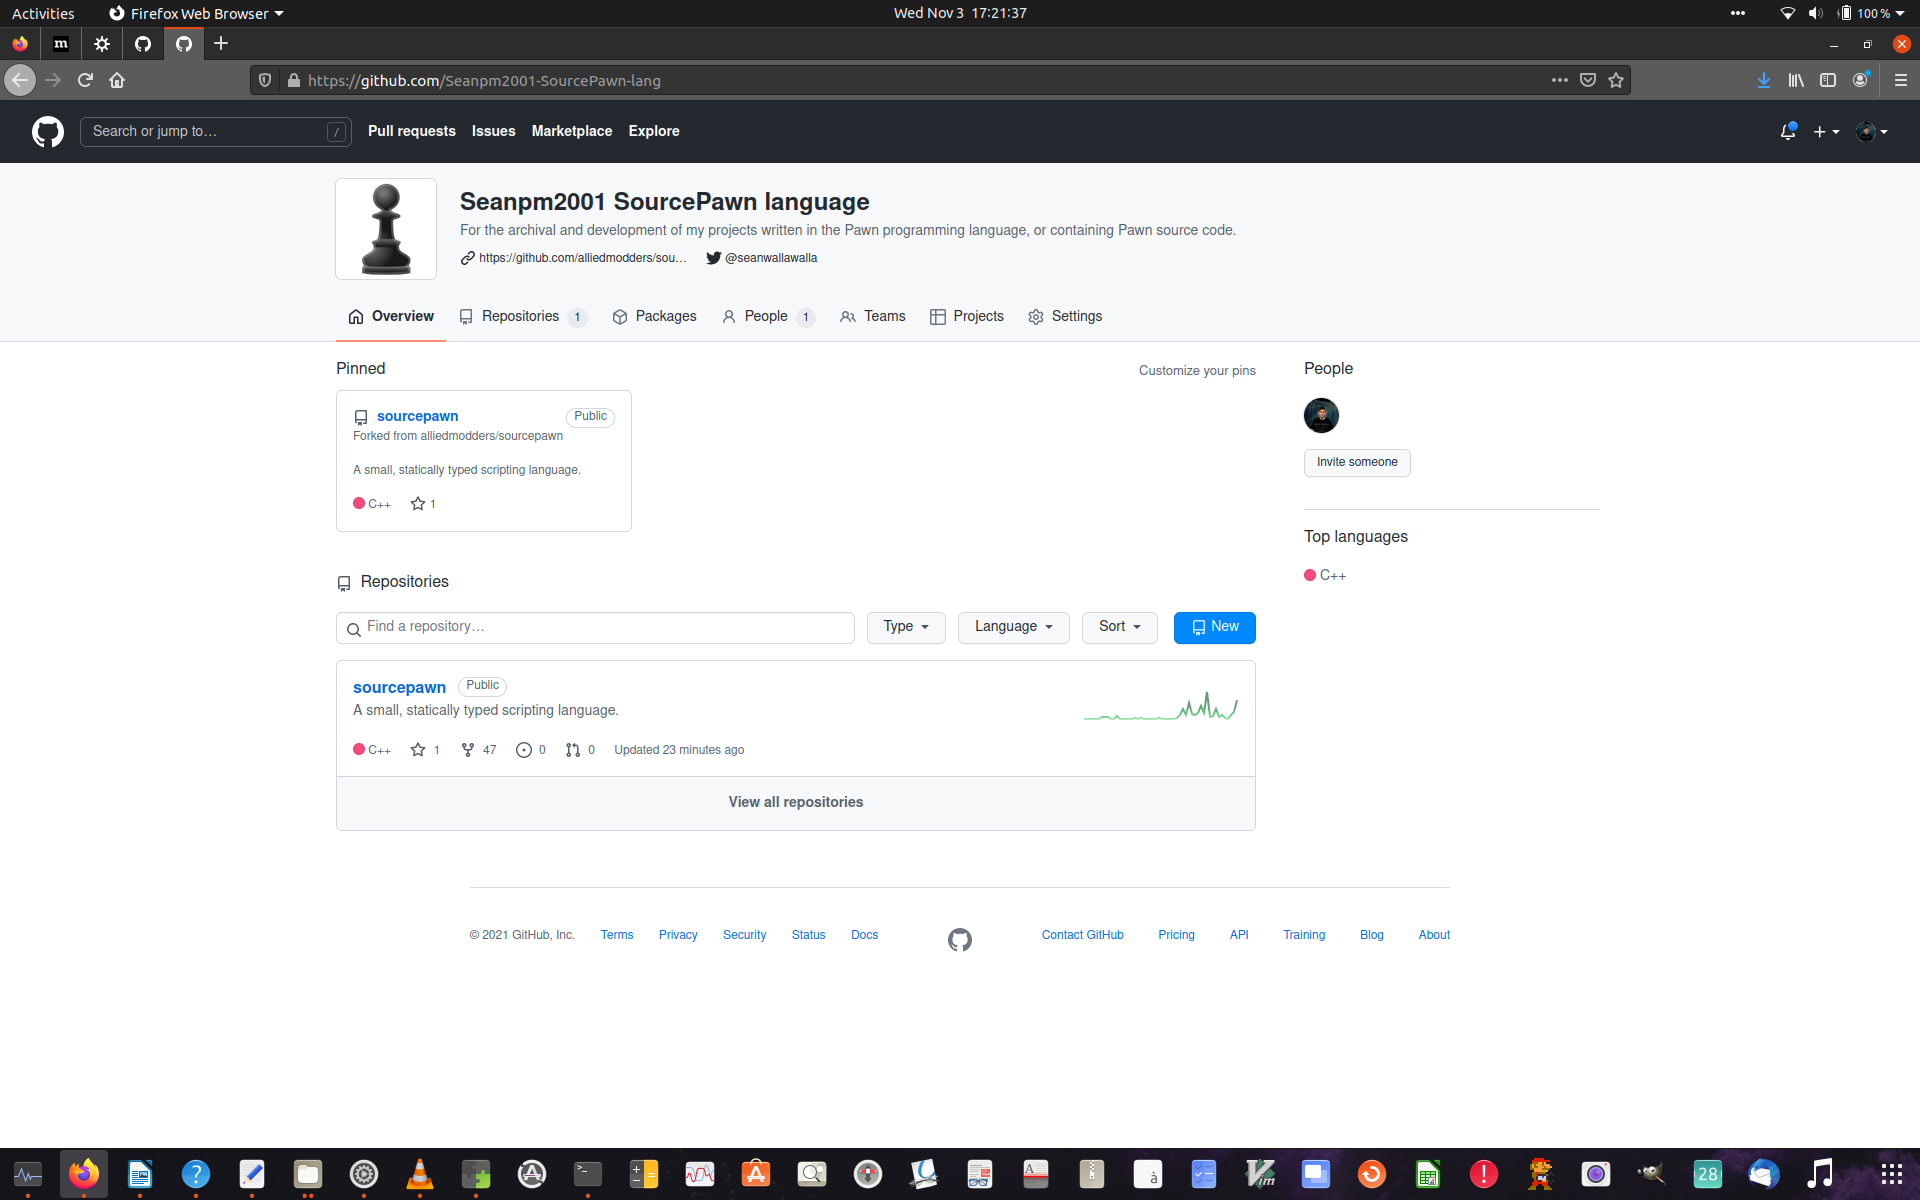 Activities
Firefox Web Browser
Wed Nov 3 17:21:37
100 %
m
https://github.com/Seanpm2001-SourcePawn-lang
Search or jump to…
/
Pull requests
Issues
Marketplace
Explore
Seanpm2001 SourcePawn language
For the archival and development of my projects written in the Pawn programming language, or containing Pawn source code.
https://github.com/alliedmodders/sou…
@seanwallawalla
Overview
Repositories 1
Packages
People 1
Teams
Projects
Settings
Pinned
Customize your pins
sourcepawn
Public
Forked from alliedmodders/sourcepawn
A small, statically typed scripting language.
C++
1
People
Invite someone
Top languages
C++
Repositories
Find a repository…
Type
Language
Sort
New
sourcepawn
Public
A small, statically typed scripting language.
C++
1
47
0
0
Updated 23 minutes ago
View all repositories
© 2021 GitHub, Inc.
Terms
Privacy
Security
Status
Docs
Contact GitHub
Pricing
API
Training
Blog
About
?
>_
A
à
Vim
!
28